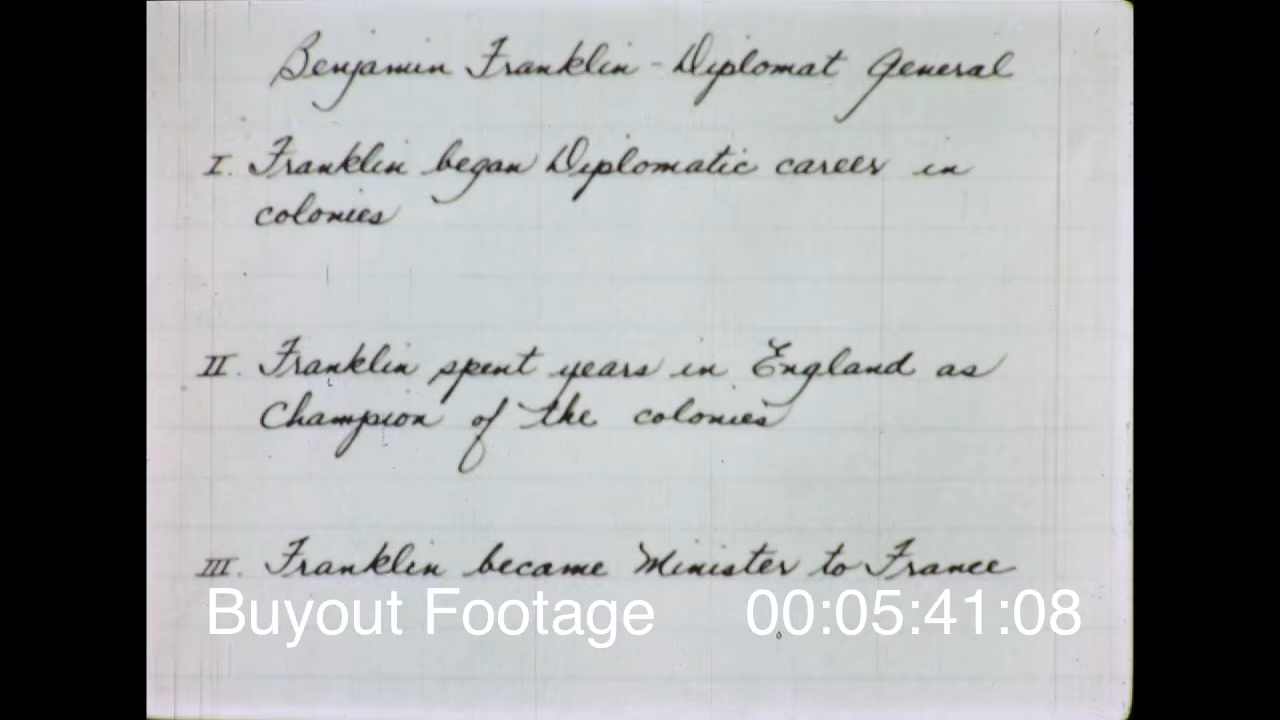 Benjamin Franklin - Diplomat General
I. Franklin began Diplomatic career in
colonies
II. Franklin spent years in England as
Champion of the colonies
III. Franklin became Minister to France
Buyout Footage 00:05:41:08